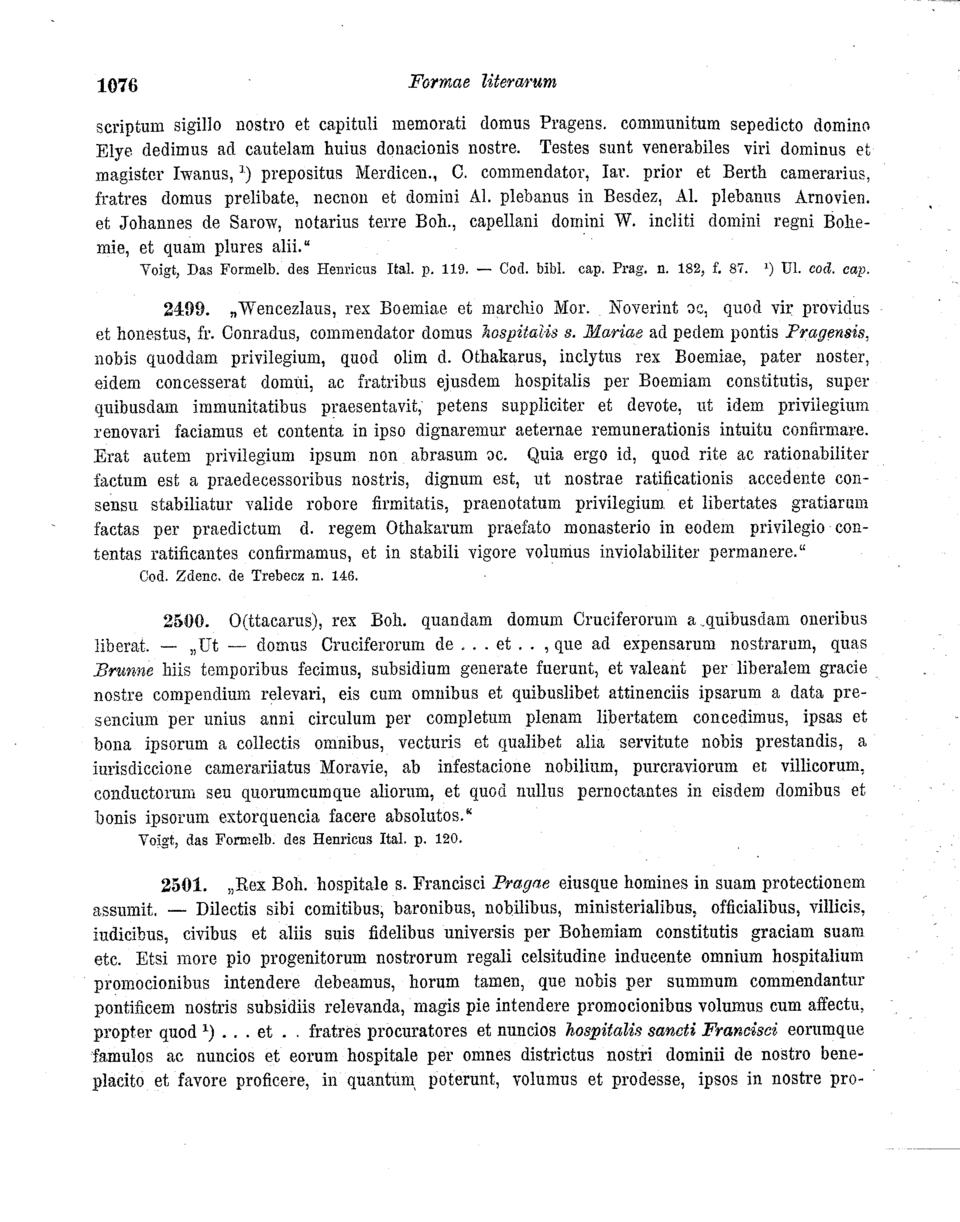 1076 Formae literarum
scriptum sigillo nostro et capituli memorati domus Pragens. communitum sepedicto domino
Elye dedimus ad cautelam huius donacionis nostre. Testes sunt venerabiles viri dominus et
magister Iwanus, ¹) prepositus Merdicen., C. commendator, Iar. prior et Berth camerarius,
fratres domus prelibate, necnon et domini Al. plebanus in Besdez, Al. plebanus Arnovien.
et Johannes de Sarow, notarius terre Boh., capellani domini W. incliti domini regni Bohe-
mie, et quam plures alii.“
Voigt, Das Formelb. des Henricus Ital. p. 119. — Cod. bibl. cap. Prag. n. 182, f. 87. ¹) Ul. cod. cap.
2499. „Wencezlaus, rex Boemiae et marchio Mor. Noverint ɔc, quod vir providus
et honestus, fr. Conradus, commendator domus hospitalis s. Mariae ad pedem pontis Pragensis,
nobis quoddam privilegium, quod olim d. Othakarus, inclytus rex Boemiae, pater noster,
eidem concesserat domui, ac fratribus ejusdem hospitalis per Boemiam constitutis, super
quibusdam immunitatibus praesentavit, petens suppliciter et devote, ut idem privilegium
renovari faciamus et contenta in ipso dignaremur aeternae remunerationis intuitu confirmare.
Erat autem privilegium ipsum non abrasum ɔc. Quia ergo id, quod rite ac rationabiliter
factum est a praedecessoribus nostris, dignum est, ut nostrae ratificationis accedente con-
sensu stabiliatur valide robore firmitatis, praenotatum privilegium et libertates gratiarum
factas per praedictum d. regem Othakarum praefato monasterio in eodem privilegio con-
tentas ratificantes confirmamus, et in stabili vigore volumus inviolabiliter permanere.“
Cod. Zdenc. de Trebecz n. 146.
2500. O(ttacarus), rex Boh. quandam domum Cruciferorum a quibusdam oneribus
liberat. — „Ut — domus Cruciferorum de . . . et . . , que ad expensarum nostrarum, quas
Brunne hiis temporibus fecimus, subsidium generate fuerunt, et valeant per liberalem gracie
nostre compendium relevari, eis cum omnibus et quibuslibet attinenciis ipsarum a data pre-
sencium per unius anni circulum per completum plenam libertatem concedimus, ipsas et
bona ipsorum a collectis omnibus, vecturis et qualibet alia servitute nobis prestandis, a
iurisdiccione camerariiatus Moravie, ab infestacione nobilium, purcraviorum et villicorum,
conductorum seu quorumcumque aliorum, et quod nullus pernoctantes in eisdem domibus et
bonis ipsorum extorquencia facere absolutos.“
Voigt, das Formelb. des Henricus Ital. p. 120.
2501. „Rex Boh. hospitale s. Francisci Pragae eiusque homines in suam protectionem
assumit. — Dilectis sibi comitibus, baronibus, nobilibus, ministerialibus, officialibus, villicis,
iudicibus, civibus et aliis suis fidelibus universis per Bohemiam constitutis graciam suam
etc. Etsi more pio progenitorum nostrorum regali celsitudine inducente omnium hospitalium
promocionibus intendere debeamus, horum tamen, que nobis per summum commendantur
pontificem nostris subsidiis relevanda, magis pie intendere promocionibus volumus cum affectu,
propter quod ¹) . . . et . . fratres procuratores et nuncios hospitalis sancti Francisci eorumque
famulos ac nuncios et eorum hospitale per omnes districtus nostri dominii de nostro bene-
placito et favore proficere, in quantum poterunt, volumus et prodesse, ipsos in nostre pro-